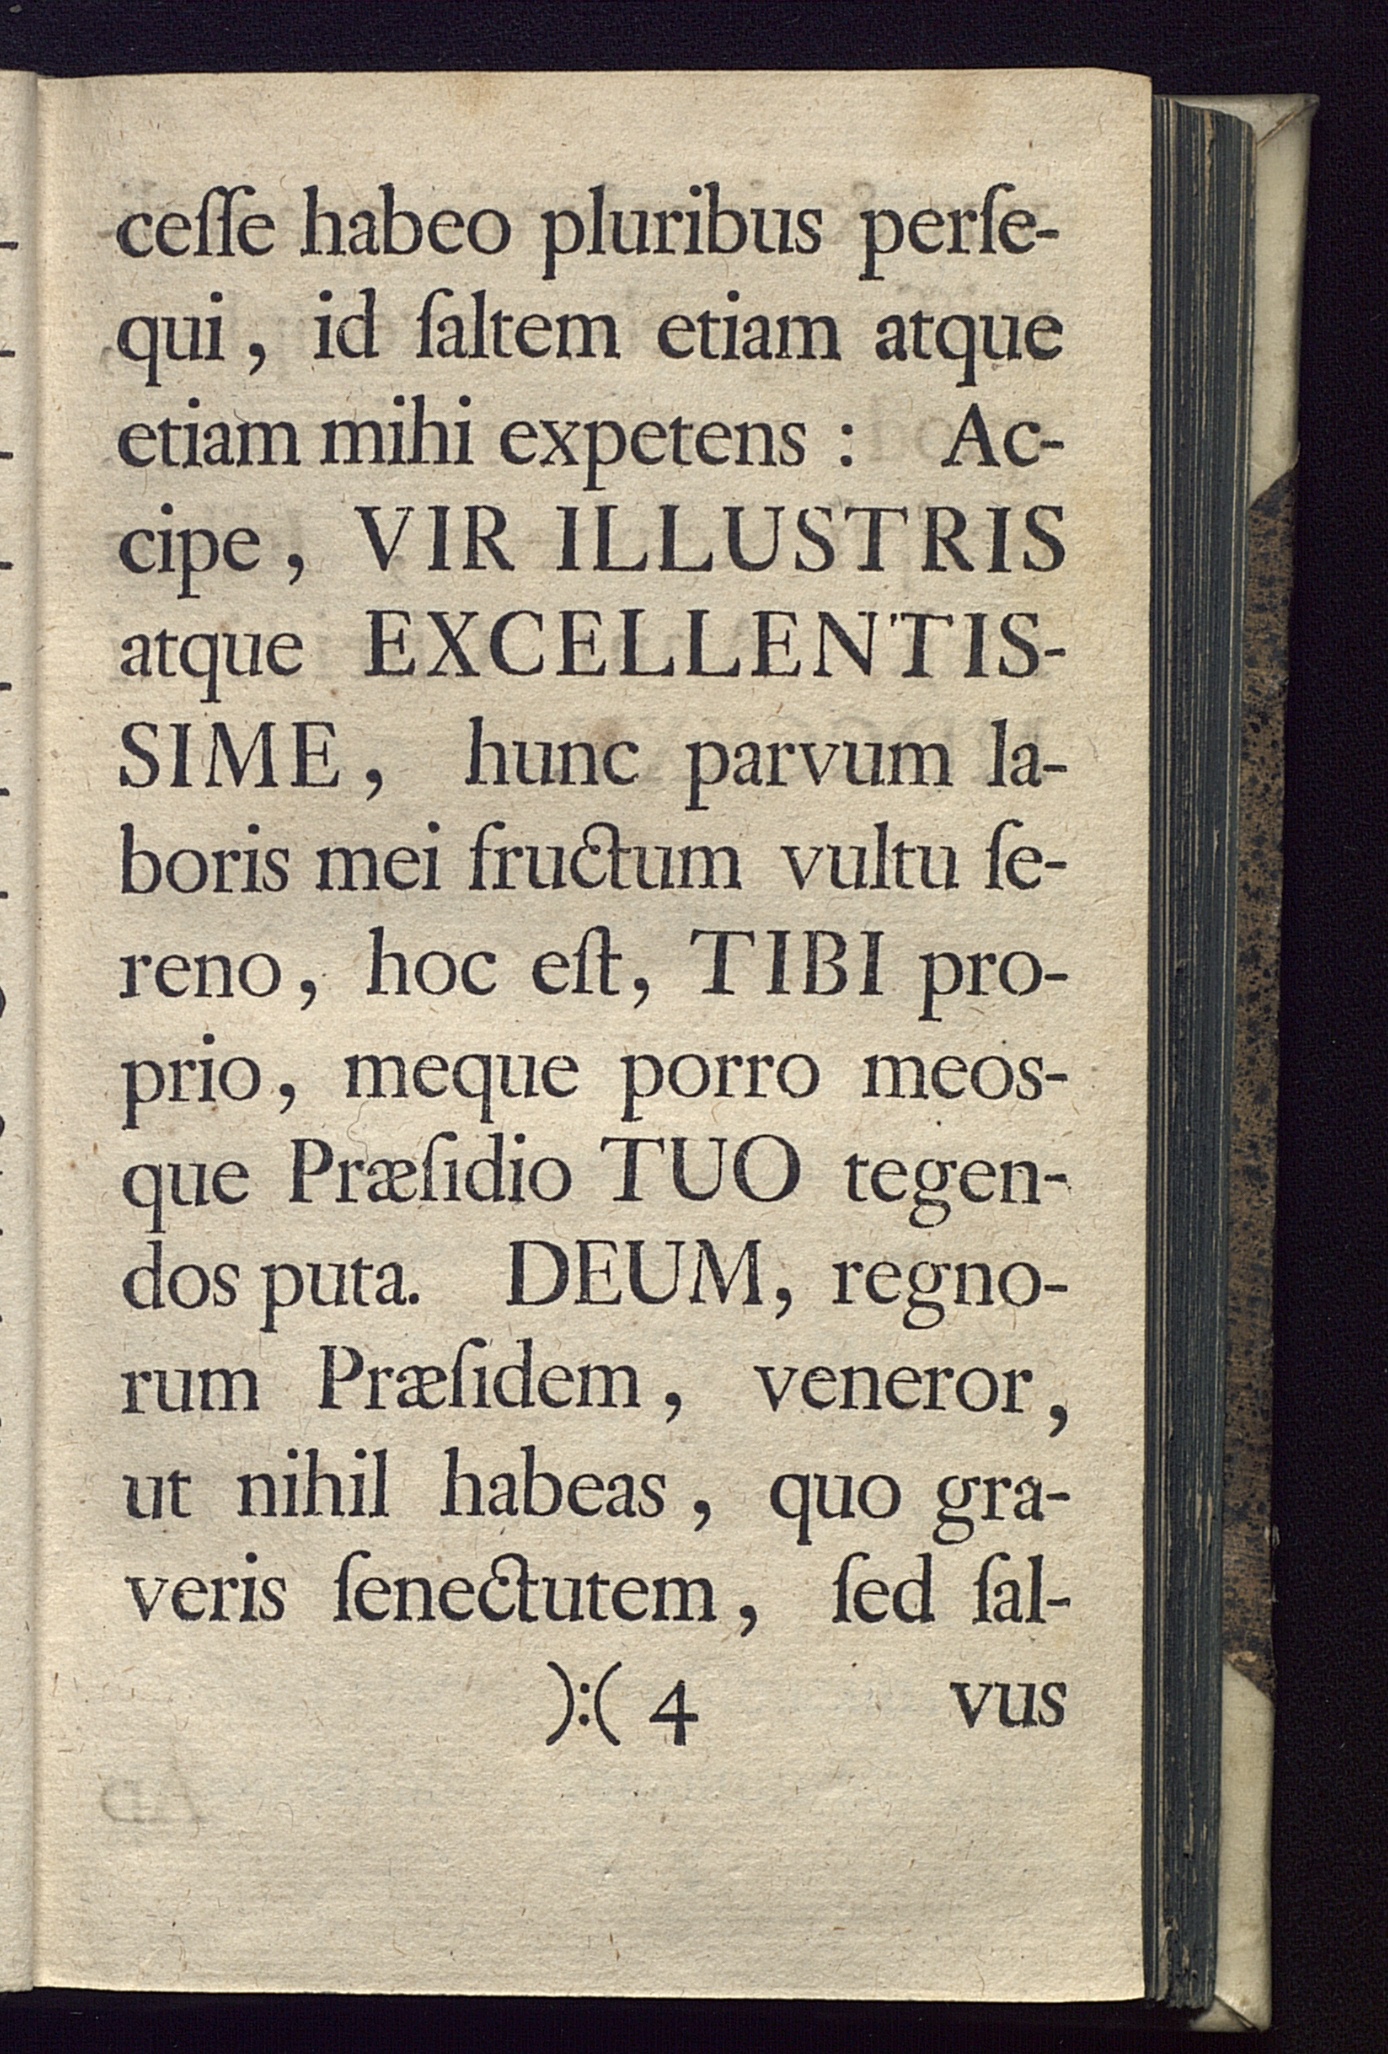 ceſſe habeo pluribus perſe-
qui, id ſaltem etiam atque
etiam mihi expetens: Ac-
cipe, VIR ILLUSTRIS
atque EXCELLENTIS-
SIME, hunc parvum la-
boris mei fructum vultu ſe-
reno, hoc eſt, TIBI pro-
prio, meque porro meos-
que Præſidio TUO tegen-
dos puta. DEUM, regno-
rum Præſidem, veneror,
ut nihil habeas, quo gra-
veris ſenectutem, ſed ſal-
):( 4 vus